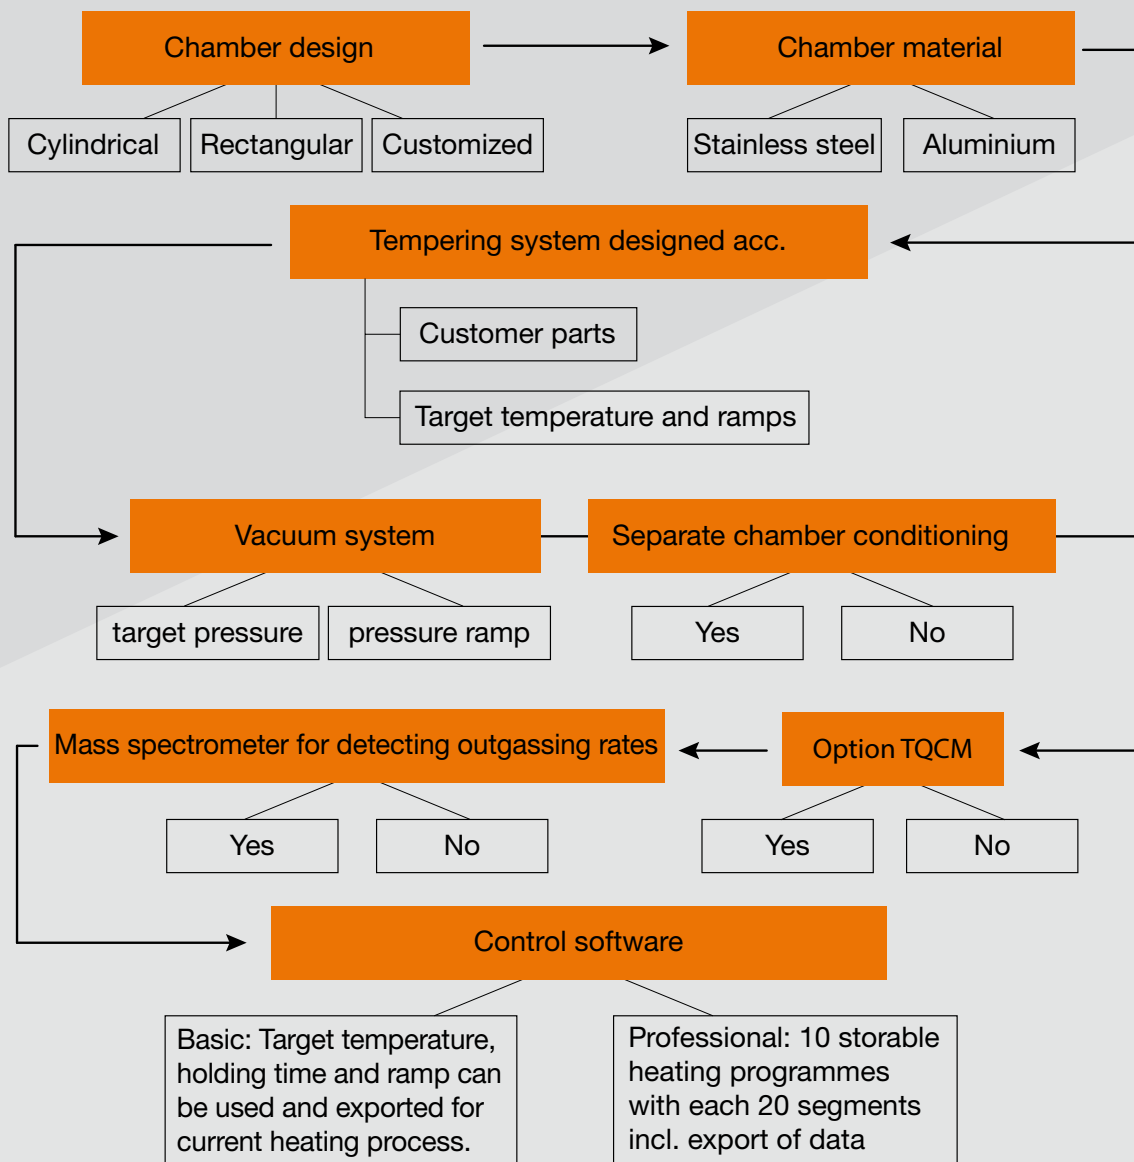 Chamber design
Chamber material
Cylindrical
Rectangular
Customized
Stainless steel
Aluminium
Tempering system designed acc.
Customer parts
Target temperature and ramps
Vacuum system
Separate chamber conditioning
target pressure
pressure ramp
Yes
No
Mass spectrometer for detecting outgassing rates
Option TQCM
Yes
No
Yes
No
Control software
Basic: Target temperature,
holding time and ramp can
be used and exported for
current heating process.
Professional: 10 storable
heating programmes
with each 20 segments
incl. export of data